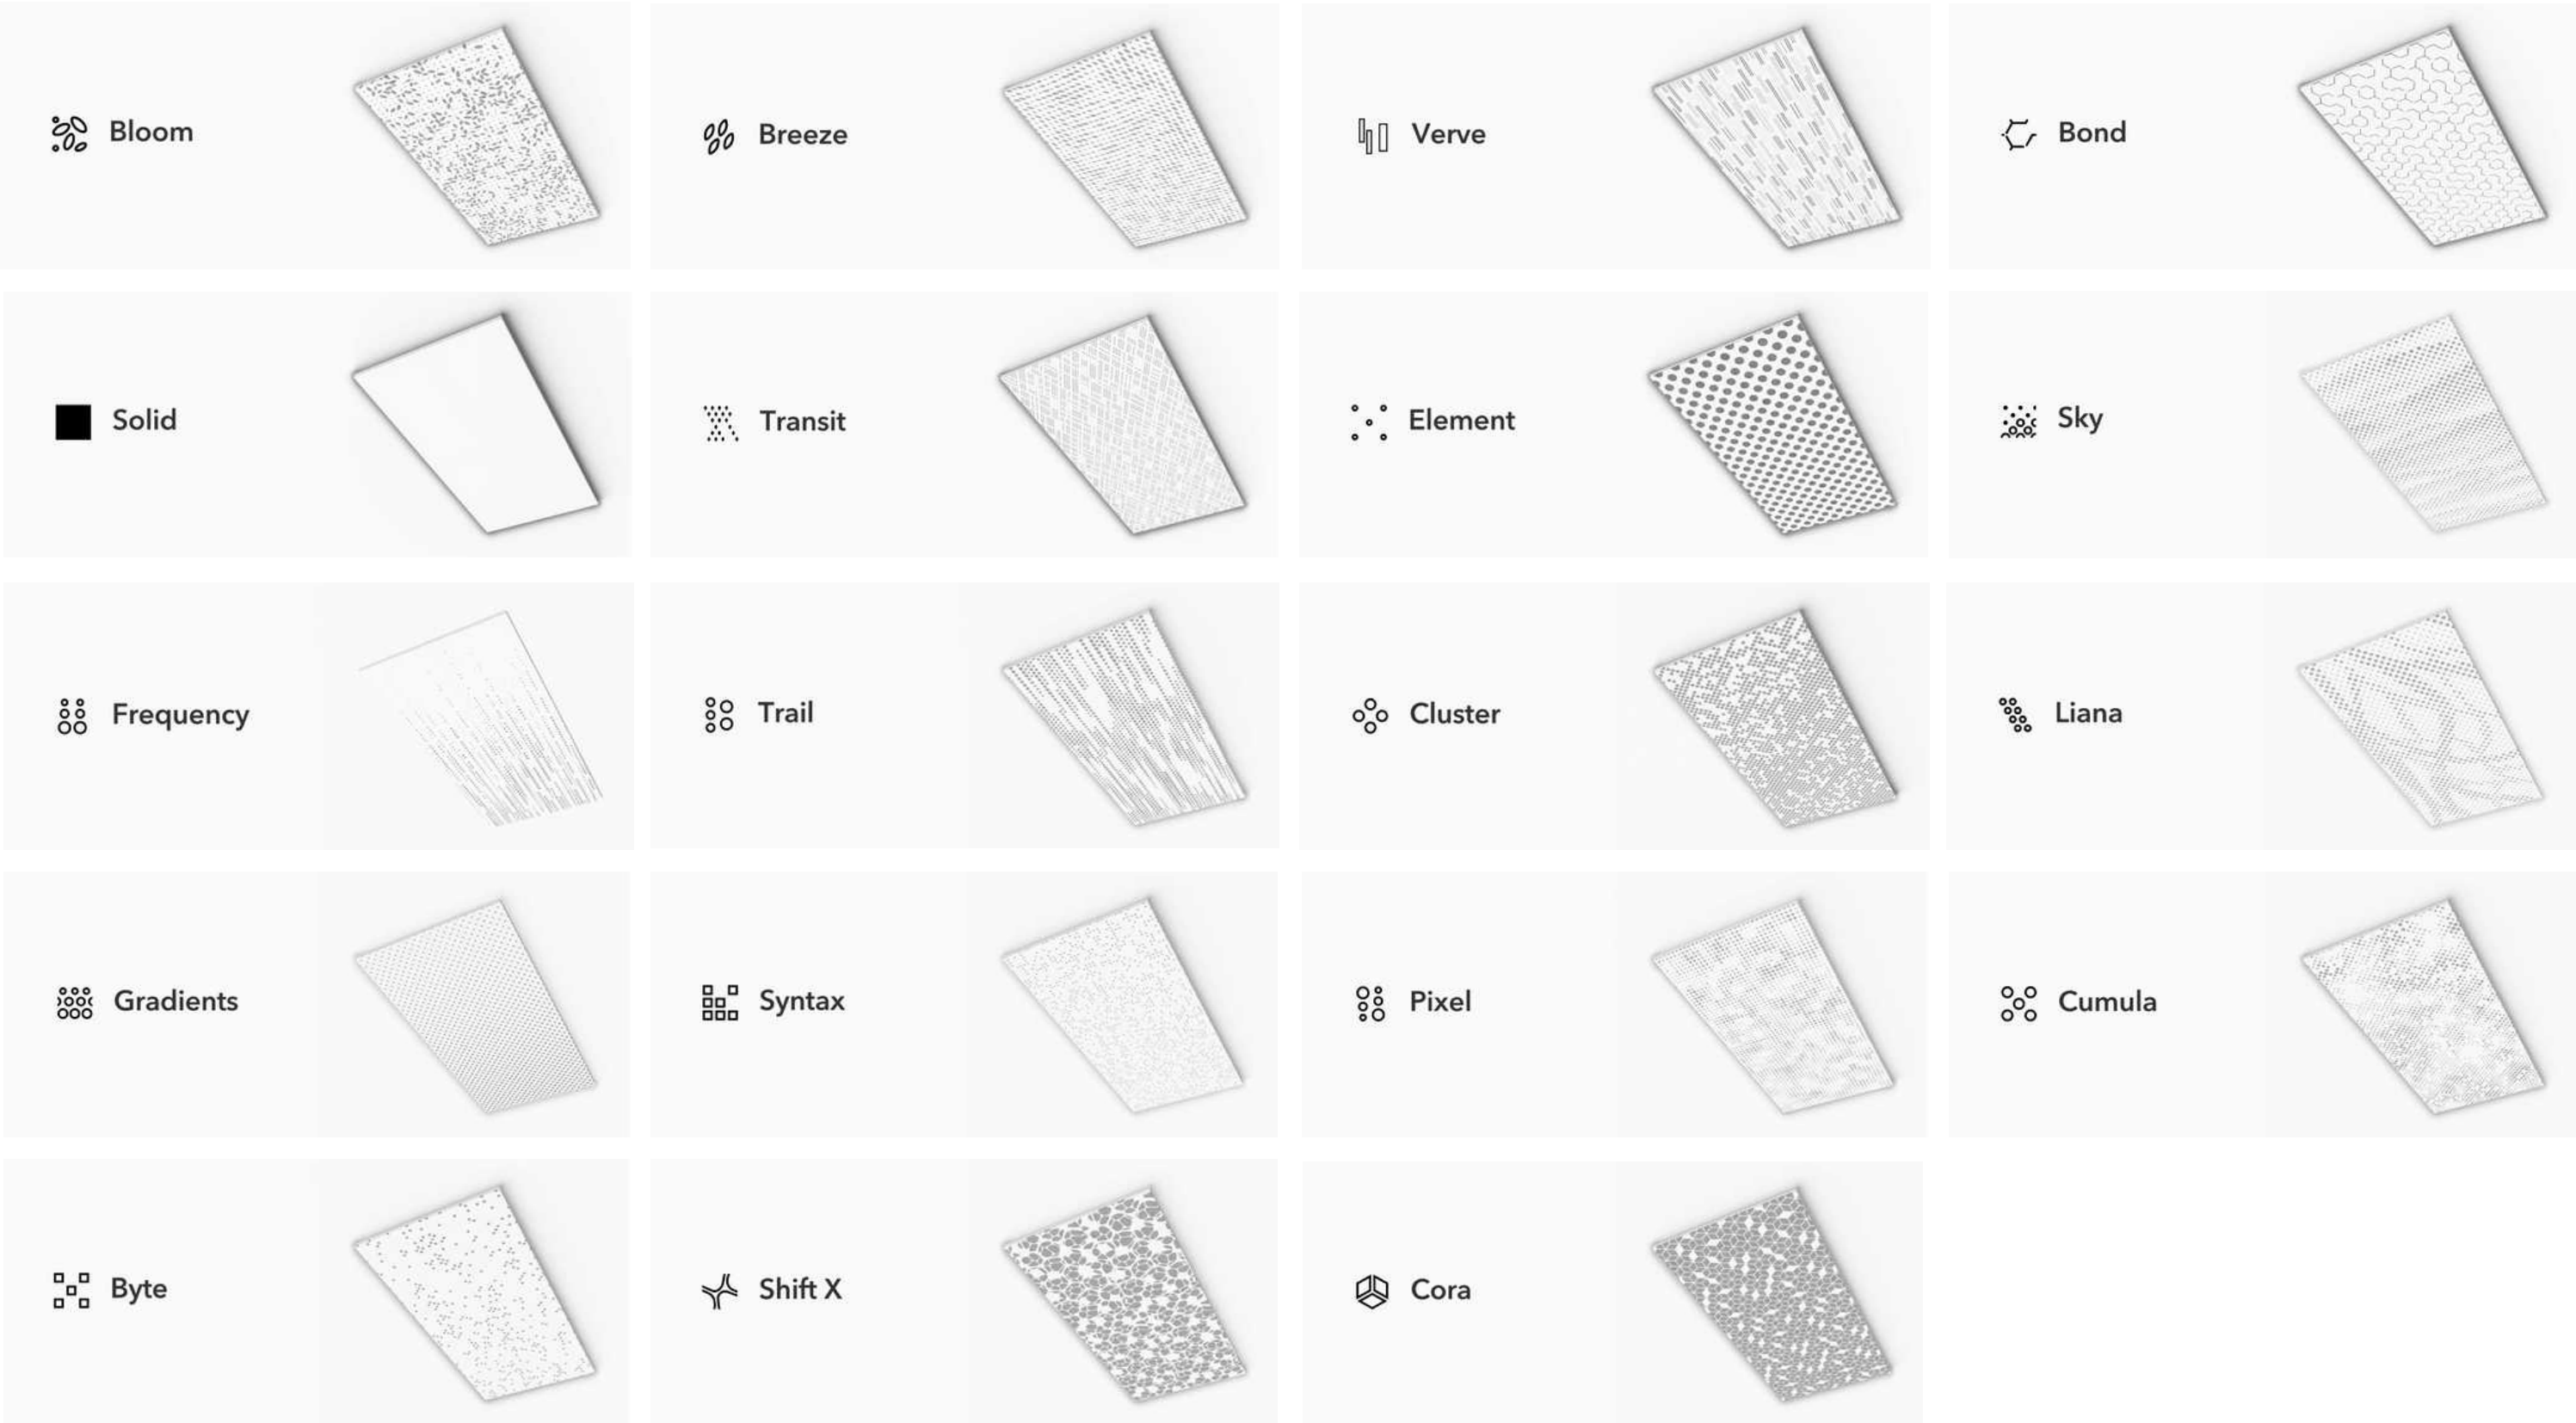 Bloom
Breeze
Verve
Bond
Solid
Transit
Element
Sky
Frequency
Trail
Cluster
Liana
Gradients
Syntax
Pixel
Cumula
Byte
Shift X
Cora